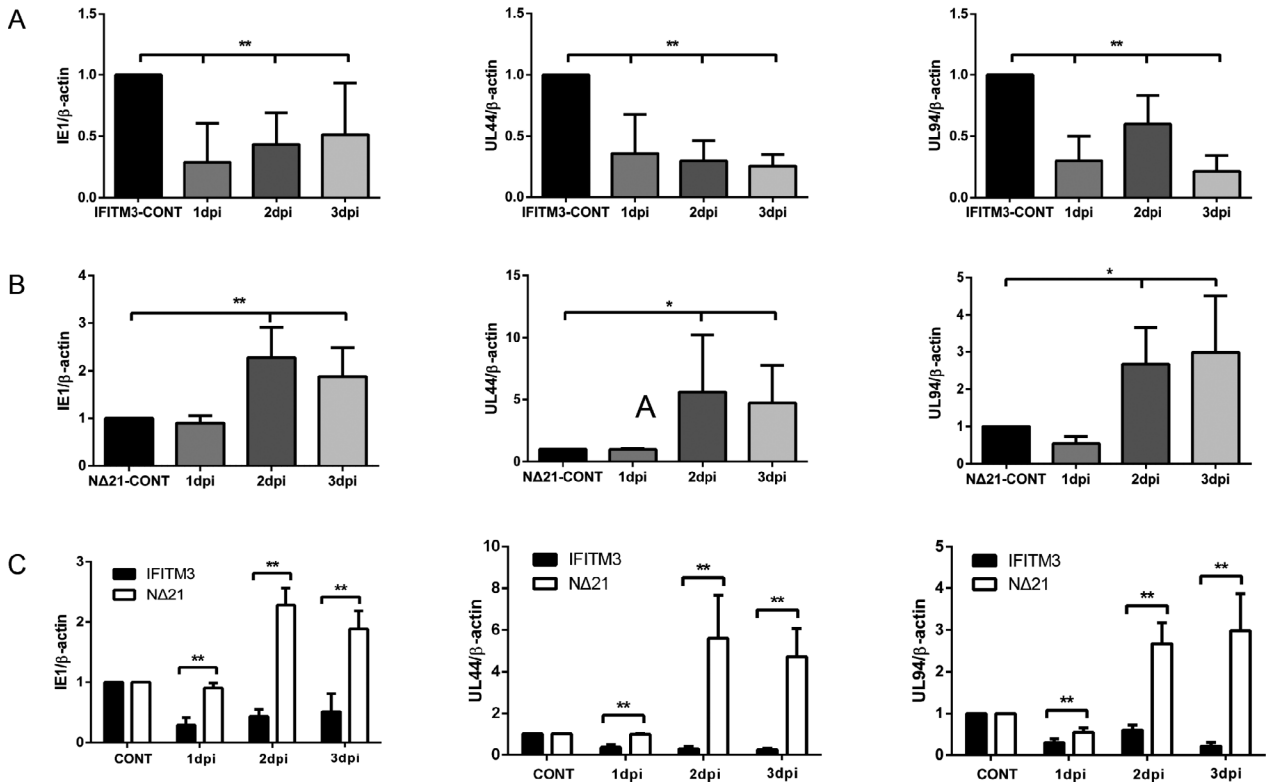 A
1.5
1.0
0.5
0.0
IE1/β-actin
**
IFITM3-CONT 1dpi 2dpi 3dpi
1.5
1.0
0.5
0.0
UL44/β-actin
**
IFITM3-CONT 1dpi 2dpi 3dpi
1.5
1.0
0.5
0.0
UL94/β-actin
**
IFITM3-CONT 1dpi 2dpi 3dpi
B
4
3
2
1
0
IE1/β-actin
**
NΔ21-CONT 1dpi 2dpi 3dpi
15
10
5
0
UL44/β-actin
*
A
NΔ21-CONT 1dpi 2dpi 3dpi
5
4
3
2
1
0
UL94/β-actin
*
NΔ21-CONT 1dpi 2dpi 3dpi
C
3
2
1
0
IE1/β-actin
IFITM3
NΔ21
**
**
**
CONT 1dpi 2dpi 3dpi
10
8
6
4
2
0
UL44/β-actin
IFITM3
NΔ21
**
**
**
CONT 1dpi 2dpi 3dpi
5
4
3
2
1
0
UL94/β-actin
IFITM3
NΔ21
**
**
**
CONT 1dpi 2dpi 3dpi